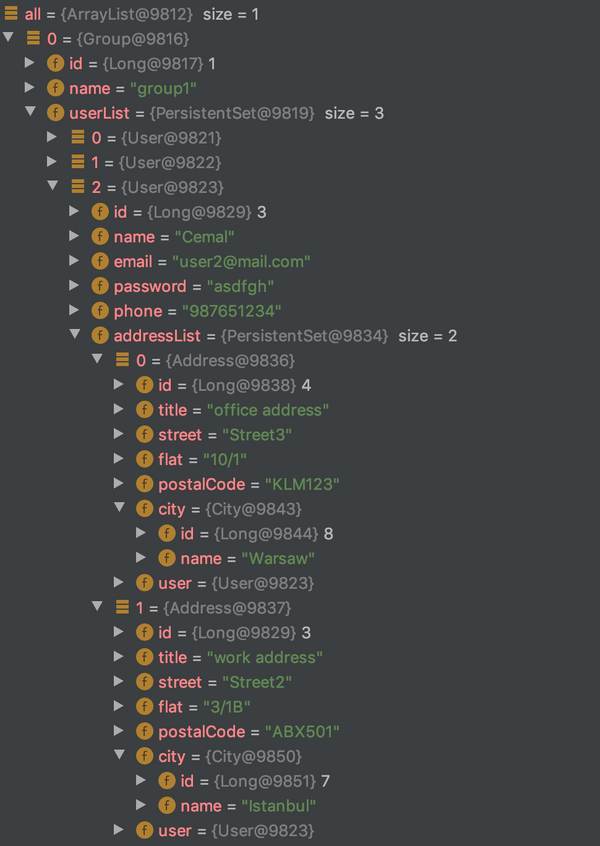 all = {ArrayList@9812} size = 1
0 = {Group@9816}
f id = {Long@9817} 1
f name = "group1"
f userList = {PersistentSet@9819} size = 3
0 = {User@9821}
1 = {User@9822}
2 = {User@9823}
f id = {Long@9829} 3
f name = "Cemal"
f email = "user2@mail.com"
f password = "asdfgh"
f phone = "987651234"
f addressList = {PersistentSet@9834} size = 2
0 = {Address@9836}
f id = {Long@9838} 4
f title = "office address"
f street = "Street3"
f flat = "10/1"
f postalCode = "KLM123"
f city = {City@9843}
f id = {Long@9844} 8
f name = "Warsaw"
f user = {User@9823}
1 = {Address@9837}
f id = {Long@9829} 3
f title = "work address"
f street = "Street2"
f flat = "3/1B"
f postalCode = "ABX501"
f city = {City@9850}
f id = {Long@9851} 7
f name = "Istanbul"
f user = {User@9823}